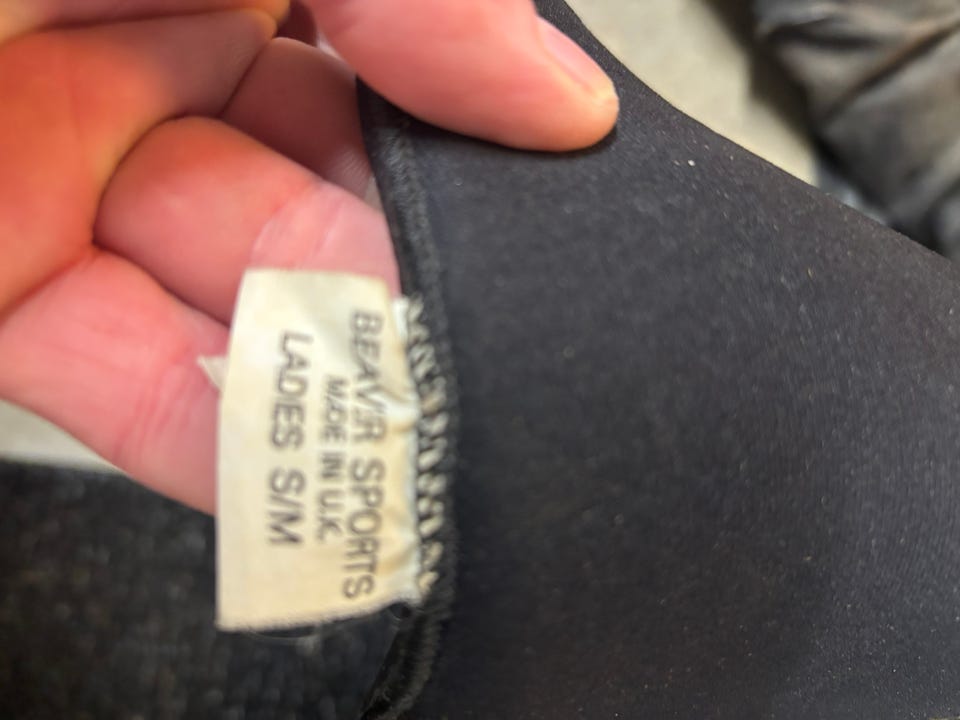 BEAVER SPORTS
MADE IN U.K.
LADIES S/M